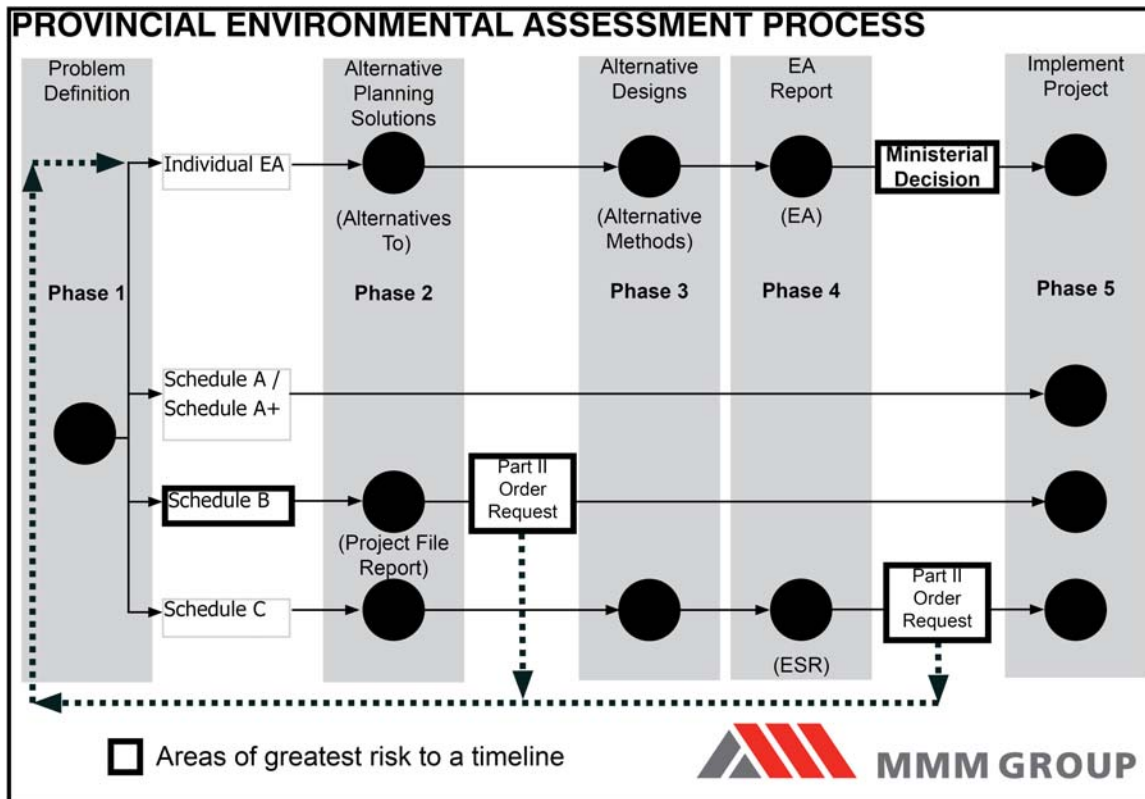 PROVINCIAL ENVIRONMENTAL ASSESSMENT PROCESS
Problem
Definition
Alternative
Planning
Solutions
Alternative
Designs
EA
Report
Implement
Project
Individual EA
Ministerial
Decision
(Alternatives
To)
(Alternative
Methods)
(EA)
Phase 1
Phase 2
Phase 3
Phase 4
Phase 5
Schedule A /
Schedule A+
Schedule B
Part II
Order
Request
(Project File
Report)
Schedule C
Part II
Order
Request
(ESR)
Areas of greatest risk to a timeline
MMM GROUP